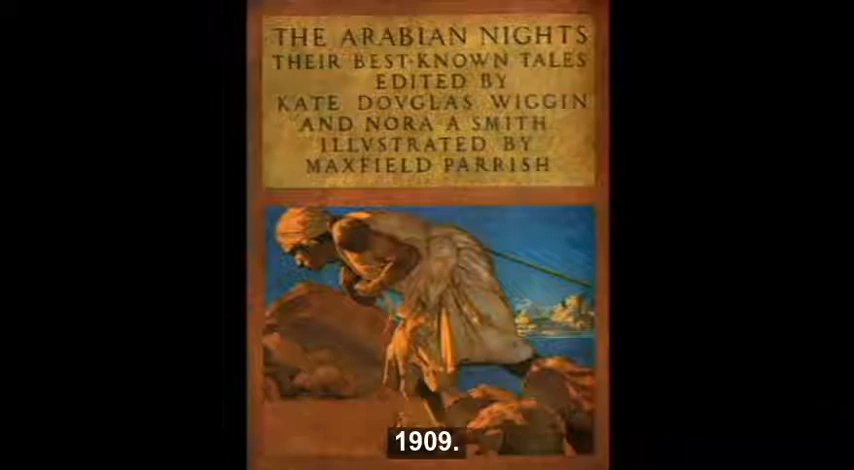 THE ARABIAN NIGHTS
THEIR BEST-KNOWN TALES
EDITED BY
KATE DOVGLAS WIGGIN
AND NORA A SMITH
ILLVSTRATED BY
MAXFIELD PARRISH
1909.